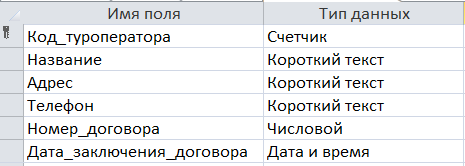 Имя поля Тип данных
Код_туроператора Счетчик
Название Короткий текст
Адрес Короткий текст
Телефон Короткий текст
Номер_договора Числовой
Дата_заключения_договора Дата и время